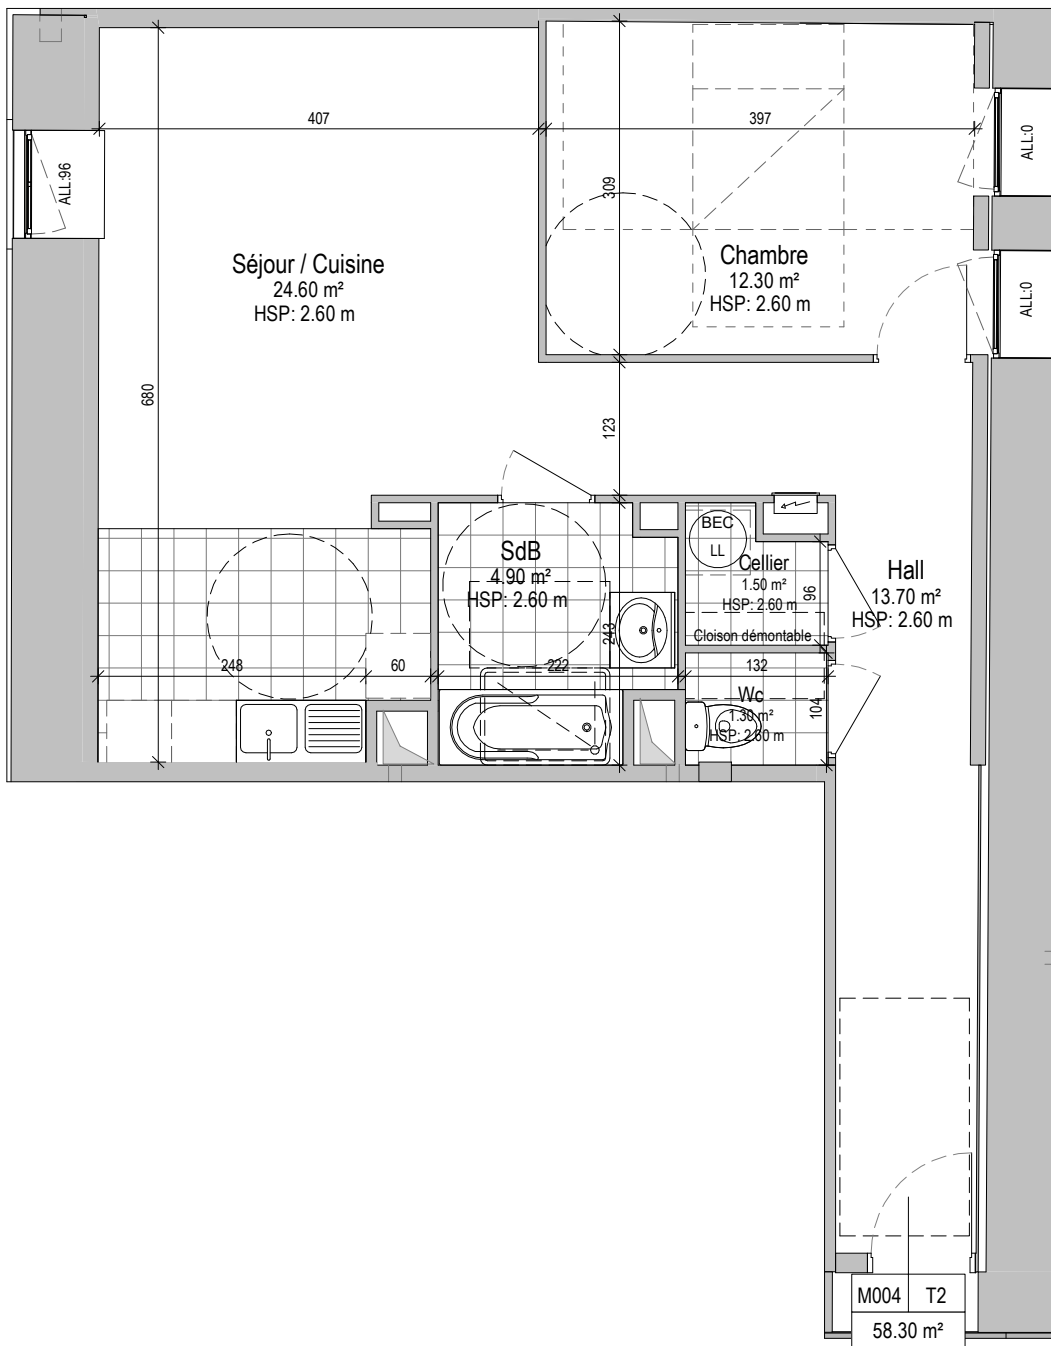 407
397
ALL:96
ALL:0
309
Séjour / Cuisine
24.60 m²
HSP: 2.60 m
Chambre
12.30 m²
HSP: 2.60 m
ALL:0
680
123
BEC
LL
SdB
4.90 m²
HSP: 2.60 m
Cellier
1.50 m²
HSP: 2.60 m
96
Cloison démontable
Hall
13.70 m²
HSP: 2.60 m
243
248
60
222
132
Wc
1.30 m²
HSP: 2.60 m
104
M004
T2
58.30 m²